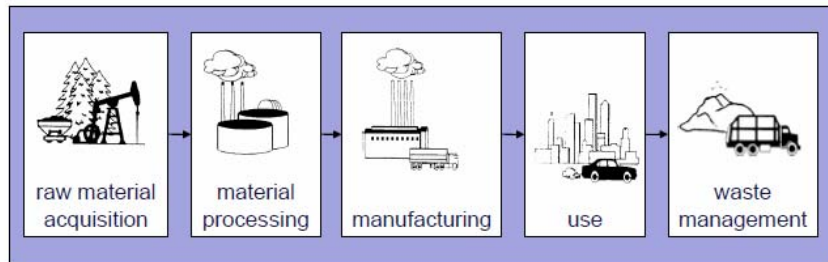 raw material
acquisition
material
processing
manufacturing
use
waste
management